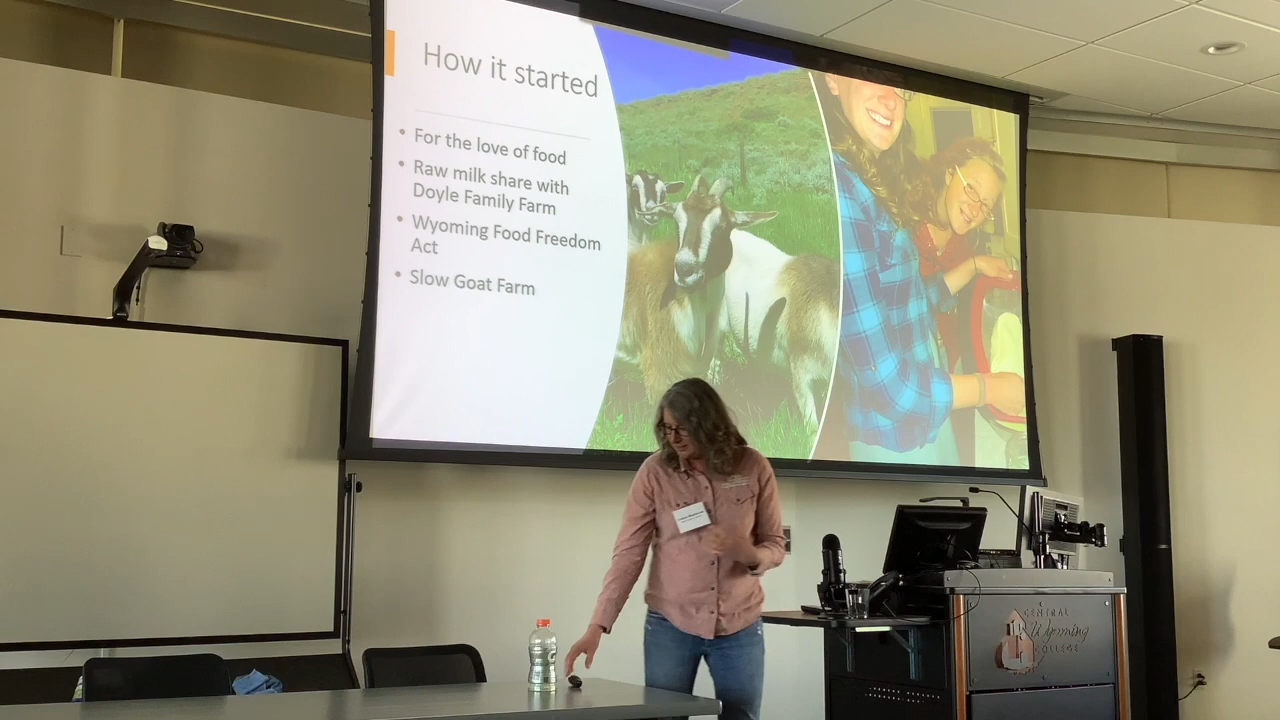 How it started
• For the love of food
• Raw milk share with
Doyle Family Farm
• Wyoming Food Freedom
Act
• Slow Goat Farm
CENTRAL
Wyoming
COLLEGE